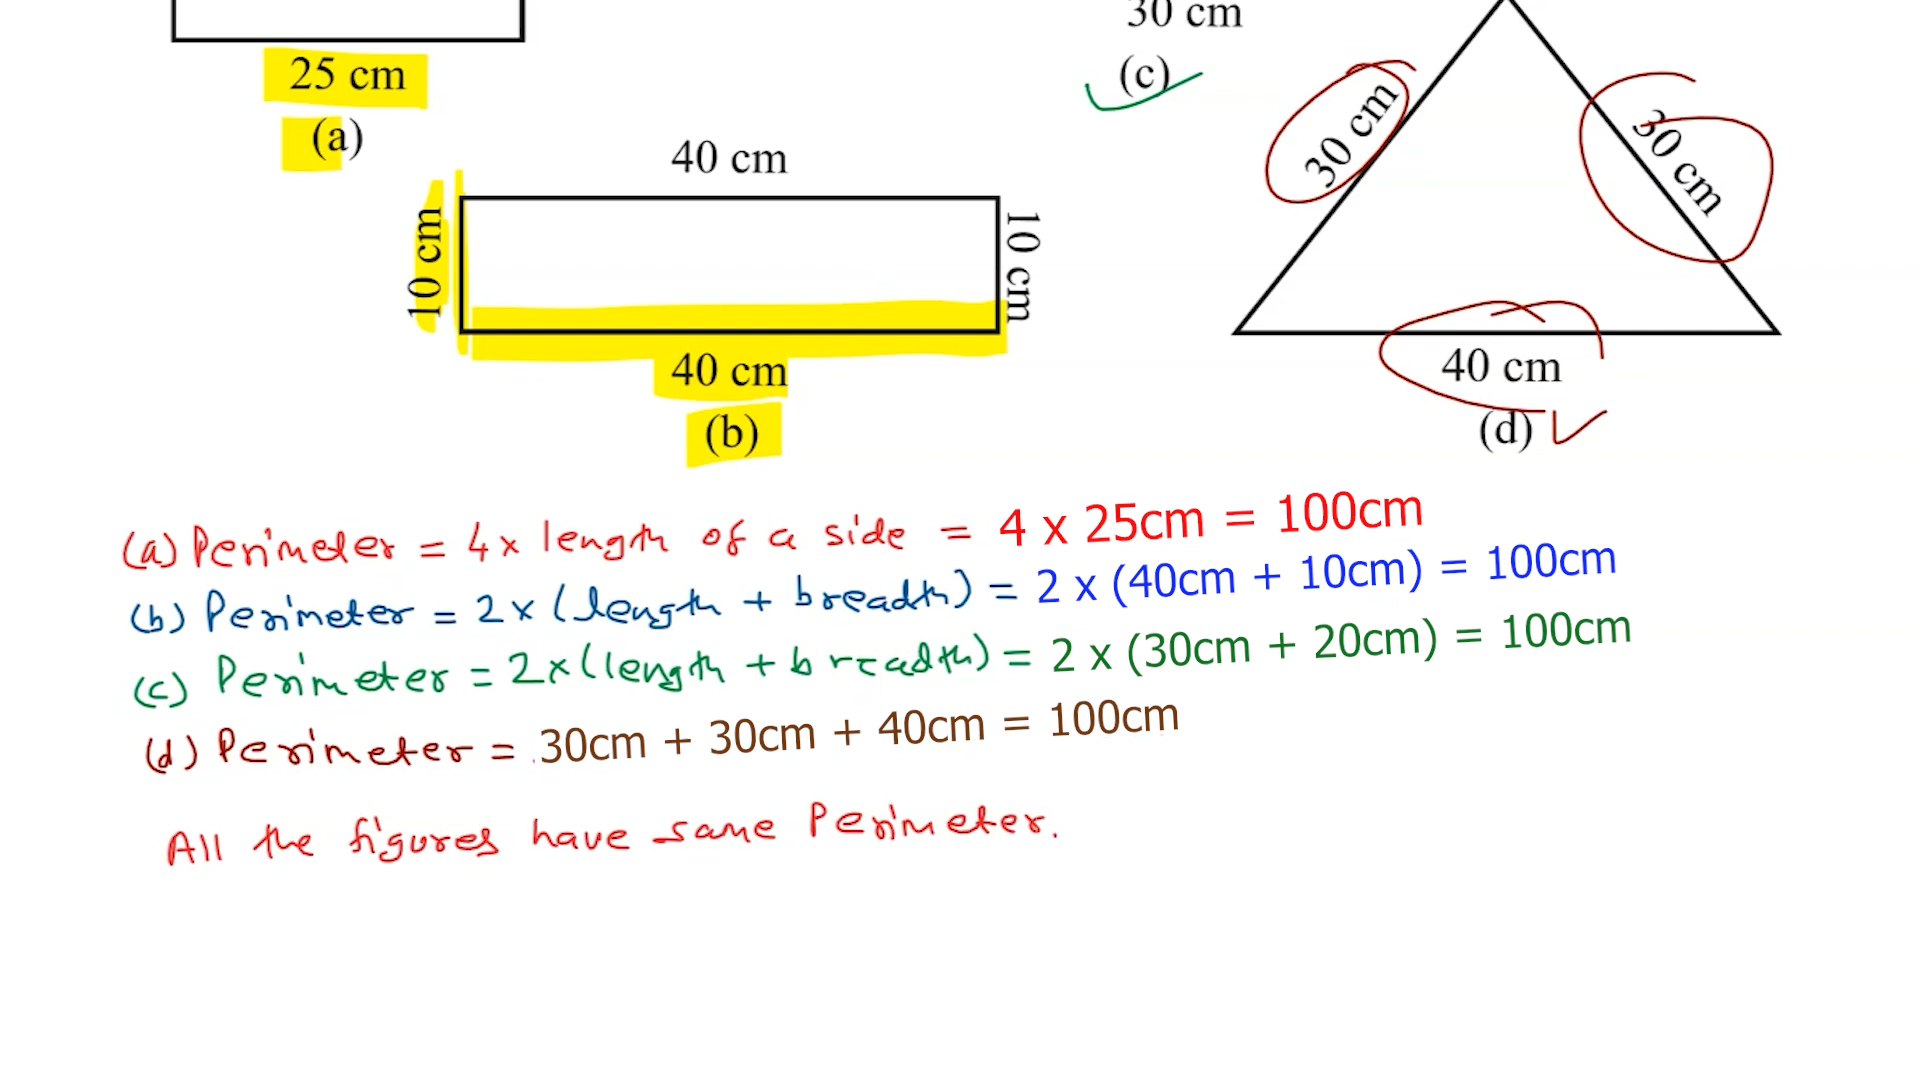 30 cm
25 cm
(c)
(a)
30 cm
30 cm
40 cm
10 cm
10 cm
40 cm
40 cm
(b)
(d)
(a) Perimeter = 4 x length of a side = 4 x 25cm = 100cm
(b) Perimeter = 2 x (length + breadth) = 2 x (40cm + 10cm) = 100cm
(c) Perimeter = 2 x (length + breadth) = 2 x (30cm + 20cm) = 100cm
(d) Perimeter = 30cm + 30cm + 40cm = 100cm
All the figures have same Perimeter.